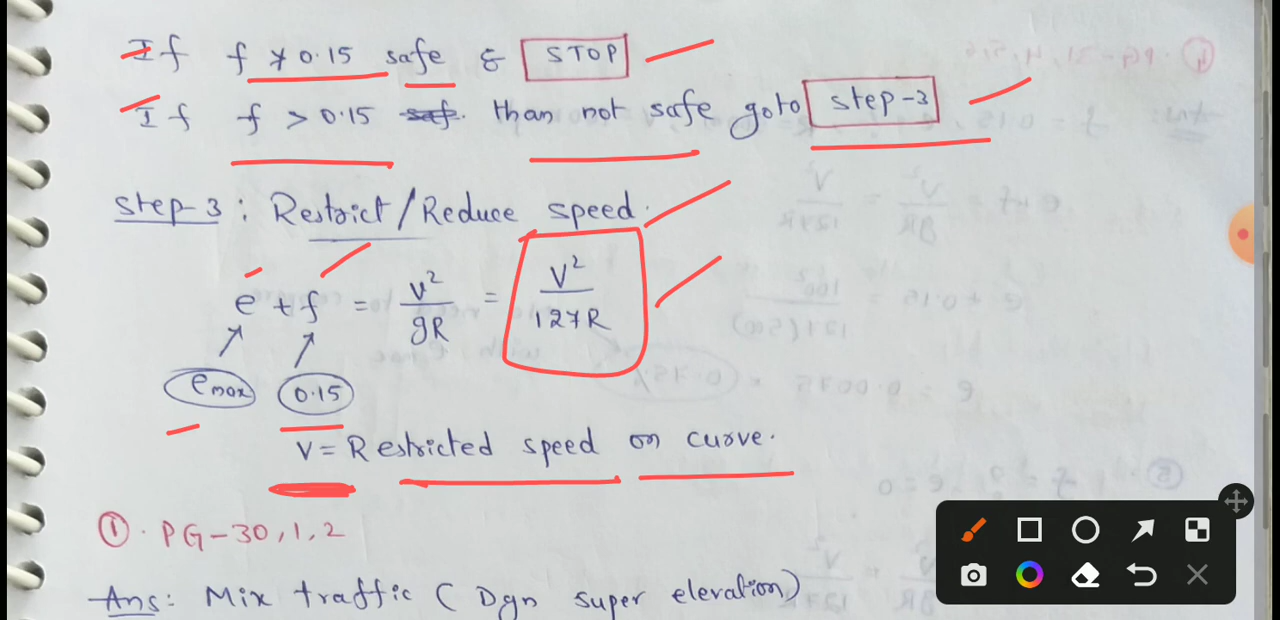 If f ≯ 0.15 safe & STOP
If f > 0.15 than not safe goto step-3
Step-3: Restrict/Reduce speed.
e + f = V²/gR = V²/127R
emax 0.15
V = Restricted speed on curve.
① · PG-30, 1, 2
Ans: Mix traffic ( Dgn super elevation)